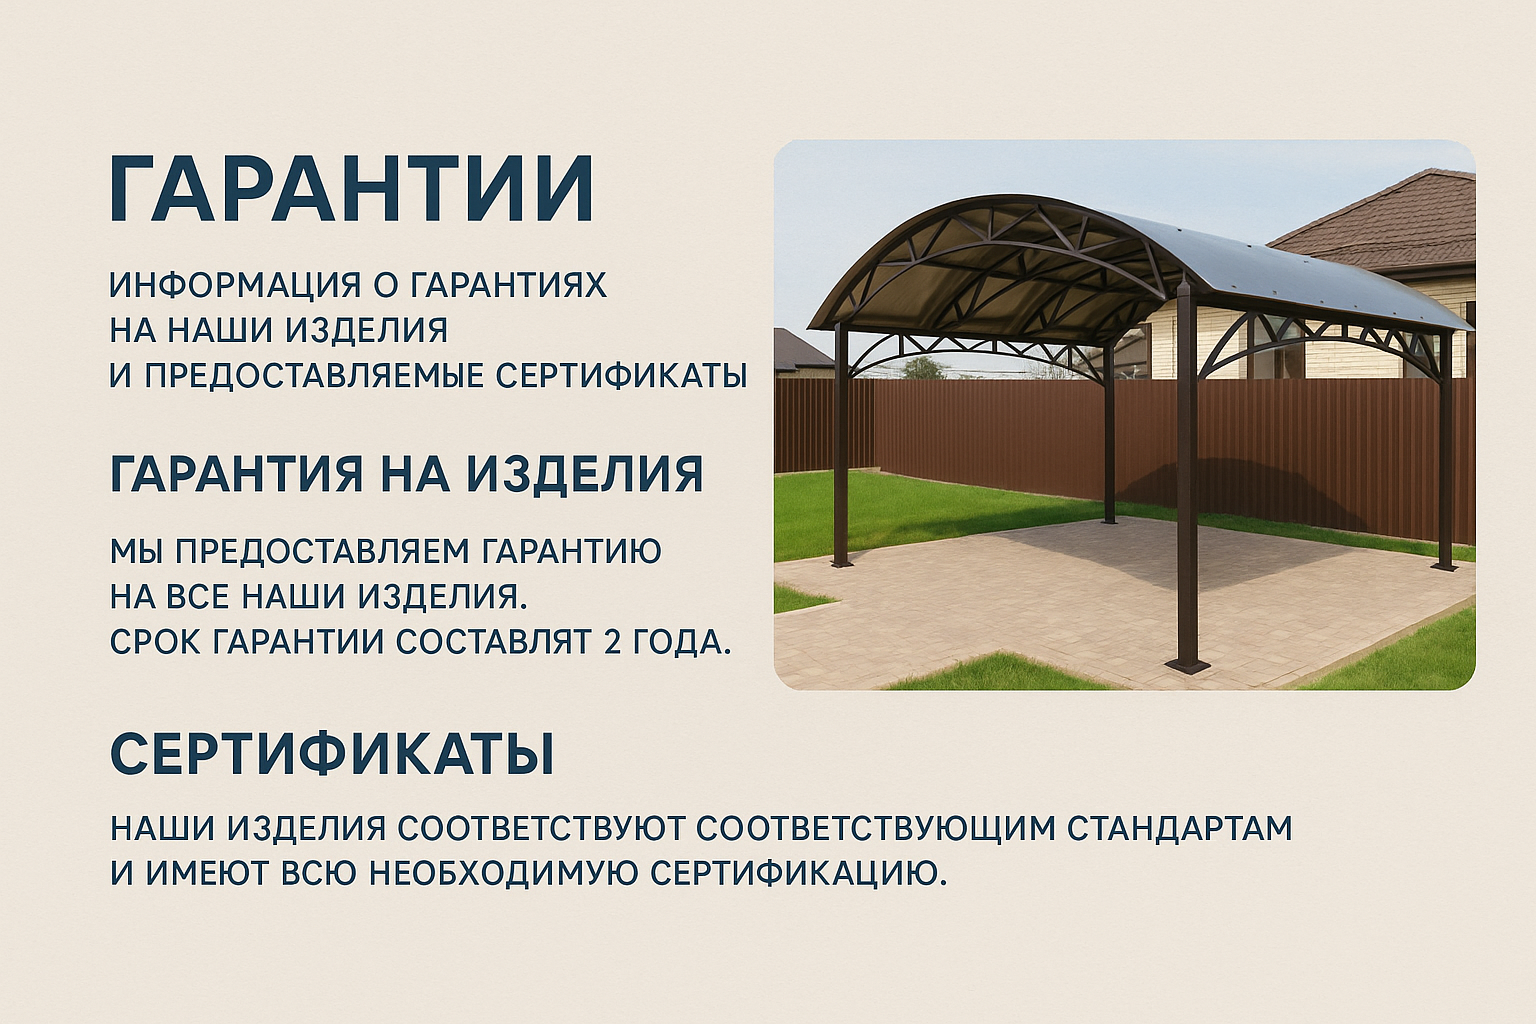 ГАРАНТИИ
ИНФОРМАЦИЯ О ГАРАНТИЯХ
НА НАШИ ИЗДЕЛИЯ
И ПРЕДОСТАВЛЯЕМЫЕ СЕРТИФИКАТЫ
ГАРАНТИЯ НА ИЗДЕЛИЯ
МЫ ПРЕДОСТАВЛЯЕМ ГАРАНТИЮ
НА ВСЕ НАШИ ИЗДЕЛИЯ.
СРОК ГАРАНТИИ СОСТАВЛЯТ 2 ГОДА.
СЕРТИФИКАТЫ
НАШИ ИЗДЕЛИЯ СООТВЕТСТВУЮТ СООТВЕТСТВУЮЩИМ СТАНДАРТАМ
И ИМЕЮТ ВСЮ НЕОБХОДИМУЮ СЕРТИФИКАЦИЮ.